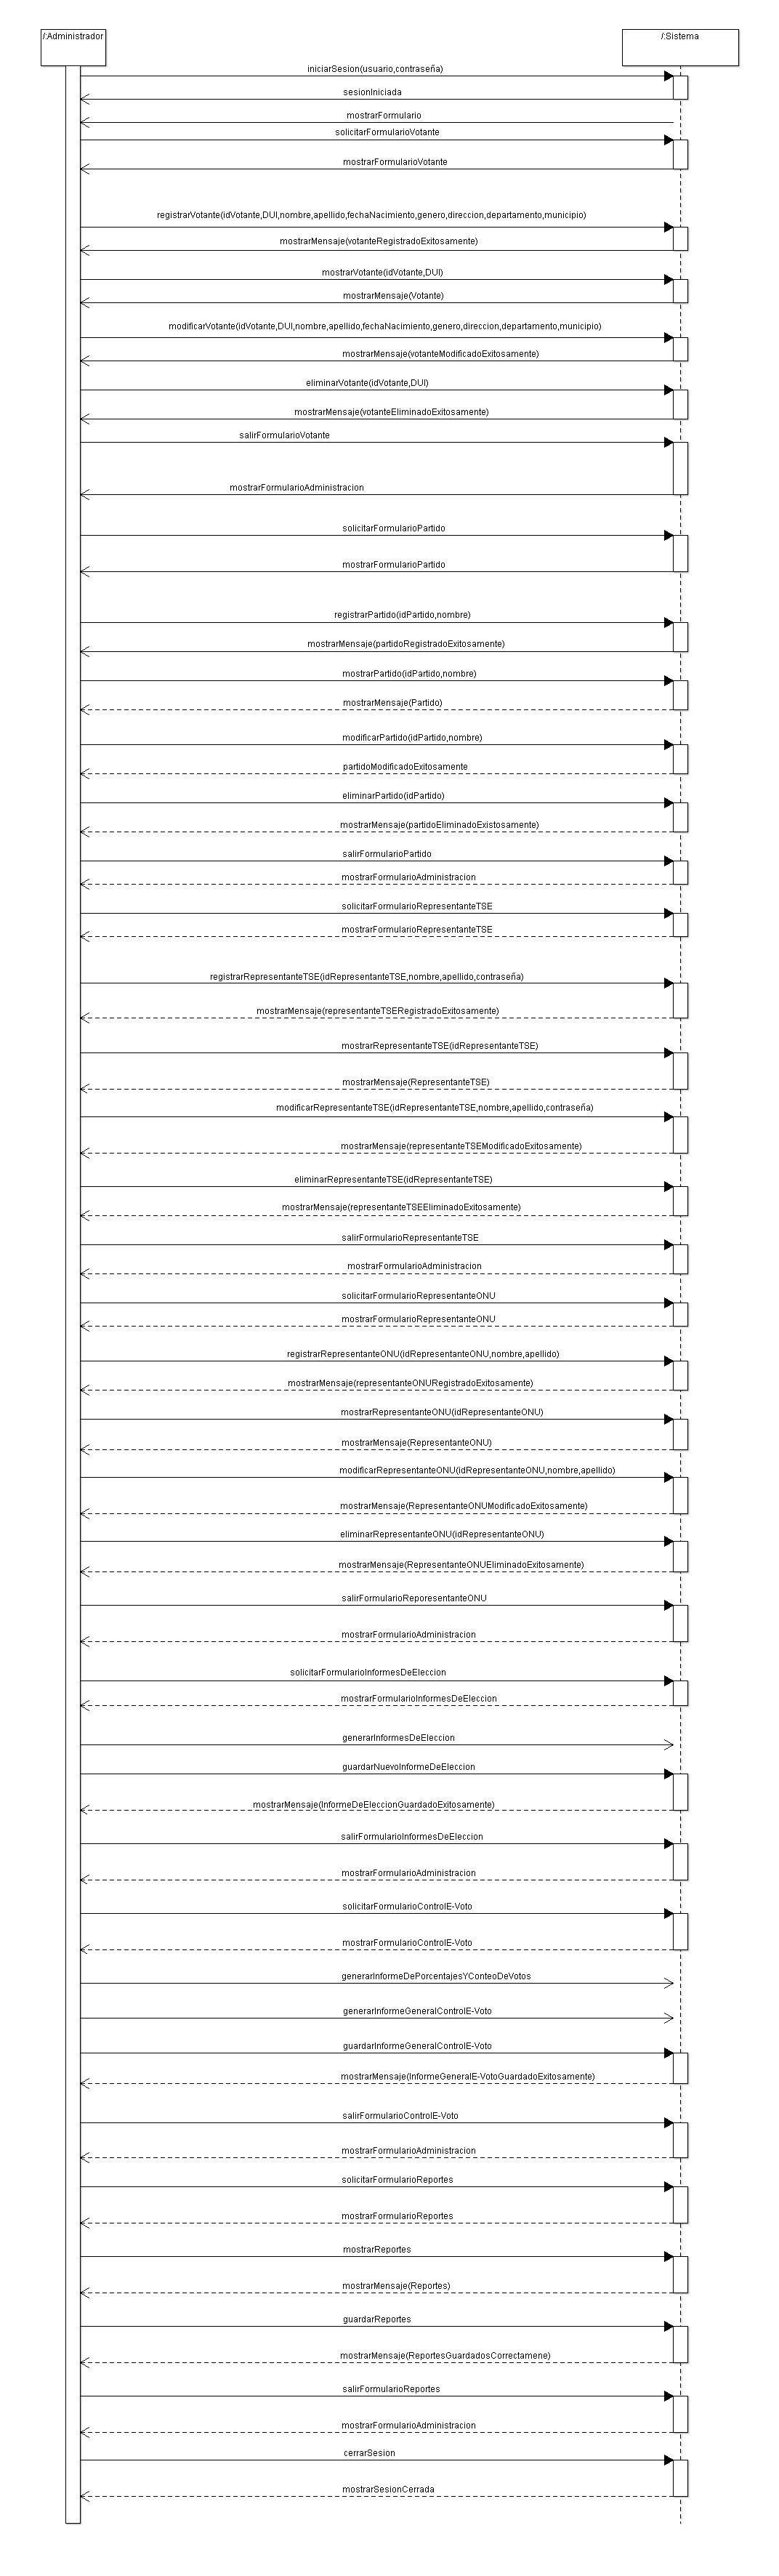 /:Administrador
/:Sistema
iniciarSesion(usuario,contraseña)
sesionIniciada
mostrarFormulario
solicitarFormularioVotante
mostrarFormularioVotante
registrarVotante(idVotante,DUI,nombre,apellido,fechaNacimiento,genero,direccion,departamento,municipio)
mostrarMensaje(votanteRegistradoExitosamente)
mostrarVotante(idVotante,DUI)
mostrarMensaje(Votante)
modificarVotante(idVotante,DUI,nombre,apellido,fechaNacimiento,genero,direccion,departamento,municipio)
mostrarMensaje(votanteModificadoExitosamente)
eliminarVotante(idVotante,DUI)
mostrarMensaje(votanteEliminadoExitosamente)
salirFormularioVotante
mostrarFormularioAdministracion
solicitarFormularioPartido
mostrarFormularioPartido
registrarPartido(idPartido,nombre)
mostrarMensaje(partidoRegistradoExitosamente)
mostrarPartido(idPartido,nombre)
mostrarMensaje(Partido)
modificarPartido(idPartido,nombre)
partidoModificadoExitosamente
eliminarPartido(idPartido)
mostrarMensaje(partidoEliminadoExistosamente)
salirFormularioPartido
mostrarFormularioAdministracion
solicitarFormularioRepresentanteTSE
mostrarFormularioRepresentanteTSE
registrarRepresentanteTSE(idRepresentanteTSE,nombre,apellido,contraseña)
mostrarMensaje(representanteTSERegistradoExitosamente)
mostrarRepresentanteTSE(idRepresentanteTSE)
mostrarMensaje(RepresentanteTSE)
modificarRepresentanteTSE(idRepresentanteTSE,nombre,apellido,contraseña)
mostrarMensaje(representanteTSEModificadoExitosamente)
eliminarRepresentanteTSE(idRepresentanteTSE)
mostrarMensaje(representanteTSEEliminadoExitosamente)
salirFormularioRepresentanteTSE
mostrarFormularioAdministracion
solicitarFormularioRepresentanteONU
mostrarFormularioRepresentanteONU
registrarRepresentanteONU(idRepresentanteONU,nombre,apellido)
mostrarMensaje(representanteONURegistradoExitosamente)
mostrarRepresentanteONU(idRepresentanteONU)
mostrarMensaje(RepresentanteONU)
modificarRepresentanteONU(idRepresentanteONU,nombre,apellido)
mostrarMensaje(RepresentanteONUModificadoExitosamente)
eliminarRepresentanteONU(idRepresentanteONU)
mostrarMensaje(RepresentanteONUEliminadoExitosamente)
salirFormularioReporesentanteONU
mostrarFormularioAdministracion
solicitarFormularioInformesDeEleccion
mostrarFormularioInformesDeEleccion
generarInformesDeEleccion
guardarNuevoInformeDeEleccion
mostrarMensaje(InformeDeEleccionGuardadoExitosamente)
salirFormularioInformesDeEleccion
mostrarFormularioAdministracion
solicitarFormularioControlE-Voto
mostrarFormularioControlE-Voto
generarInformeDePorcentajesYConteoDeVotos
generarInformeGeneralControlE-Voto
guardarInformeGeneralControlE-Voto
mostrarMensaje(InformeGeneralE-VotoGuardadoExitosamente)
salirFormularioControlE-Voto
mostrarFormularioAdministracion
solicitarFormularioReportes
mostrarFormularioReportes
mostrarReportes
mostrarMensaje(Reportes)
guardarReportes
mostrarMensaje(ReportesGuardadosCorrectamene)
salirFormularioReportes
mostrarFormularioAdministracion
cerrarSesion
mostrarSesionCerrada